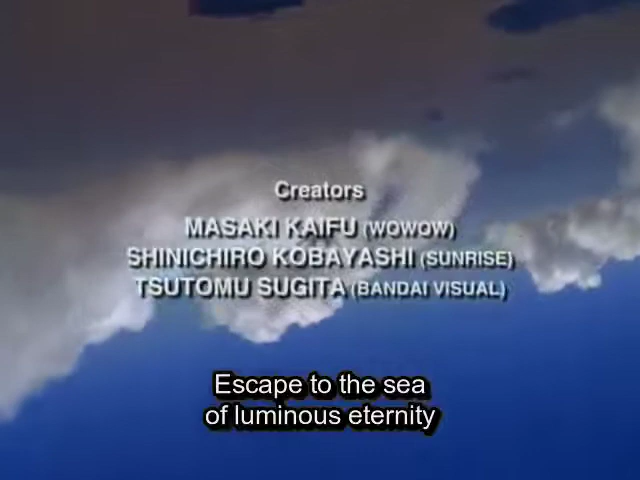 Creators
MASAKI KAIFU (WOWOW)
SHINICHIRO KOBAYASHI (SUNRISE)
TSUTOMU SUGITA (BANDAI VISUAL)
Escape to the sea
of luminous eternity